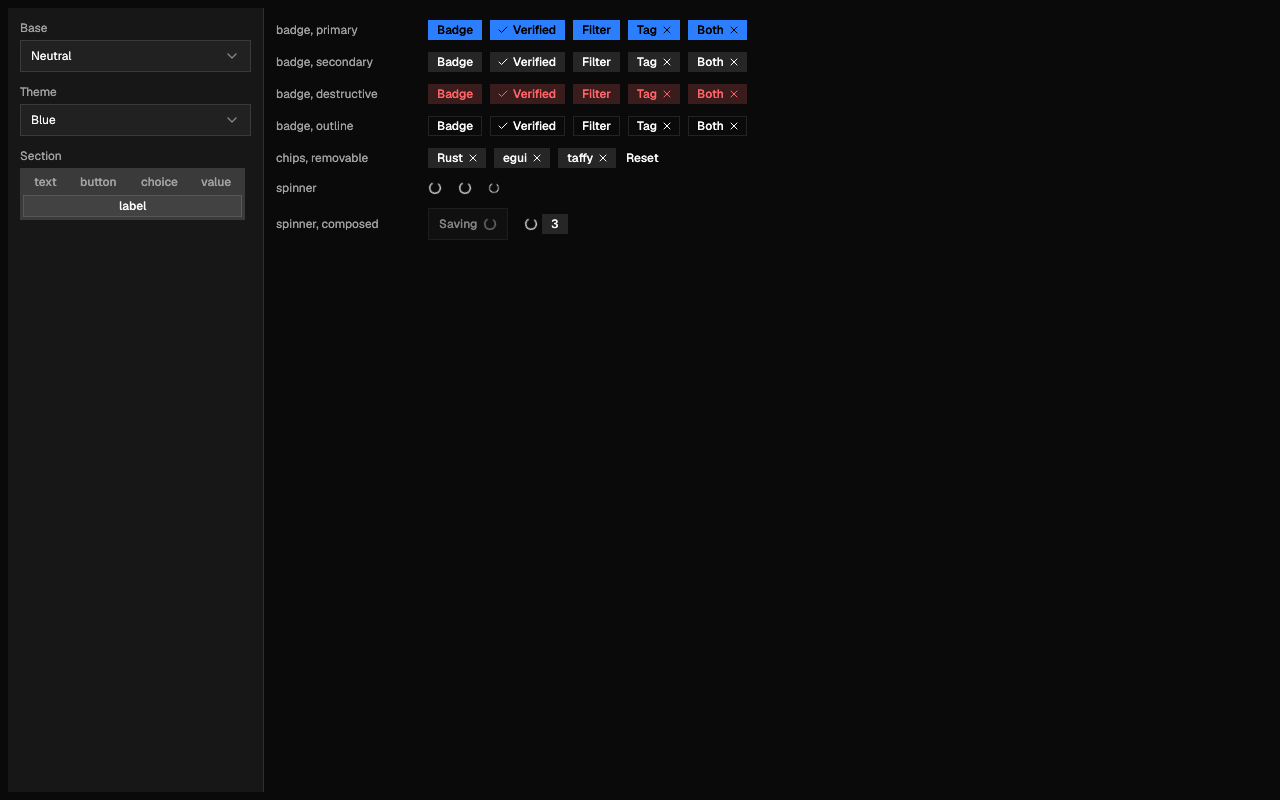 Base
Neutral
Theme
Blue
Section
text button choice value
label
badge, primary Badge Verified Filter Tag Both
badge, secondary Badge Verified Filter Tag Both
badge, destructive Badge Verified Filter Tag Both
badge, outline Badge Verified Filter Tag Both
chips, removable Rust egui taffy Reset
spinner
spinner, composed Saving 3